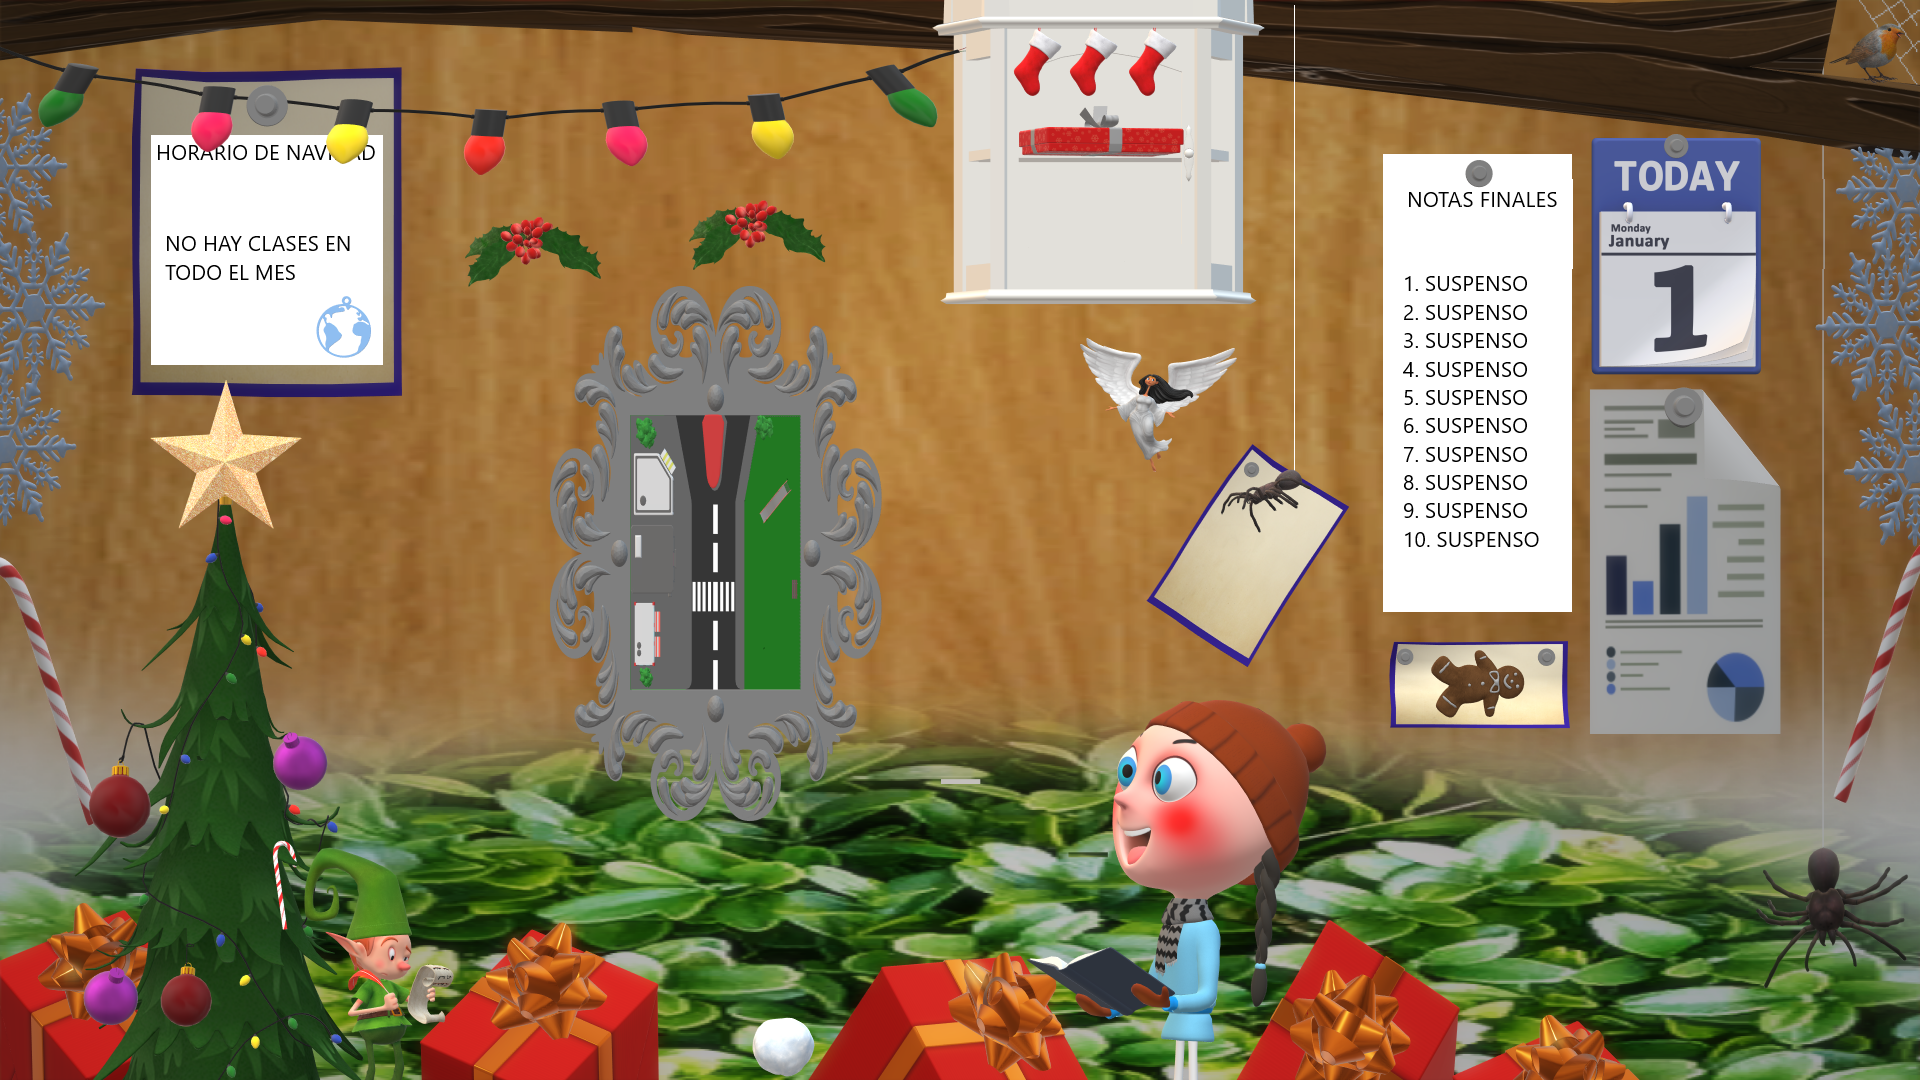 HORARIO DE NAVIDAD
NO HAY CLASES EN
TODO EL MES
NOTAS FINALES
1. SUSPENSO
2. SUSPENSO
3. SUSPENSO
4. SUSPENSO
5. SUSPENSO
6. SUSPENSO
7. SUSPENSO
8. SUSPENSO
9. SUSPENSO
10. SUSPENSO
TODAY
Monday
January
1